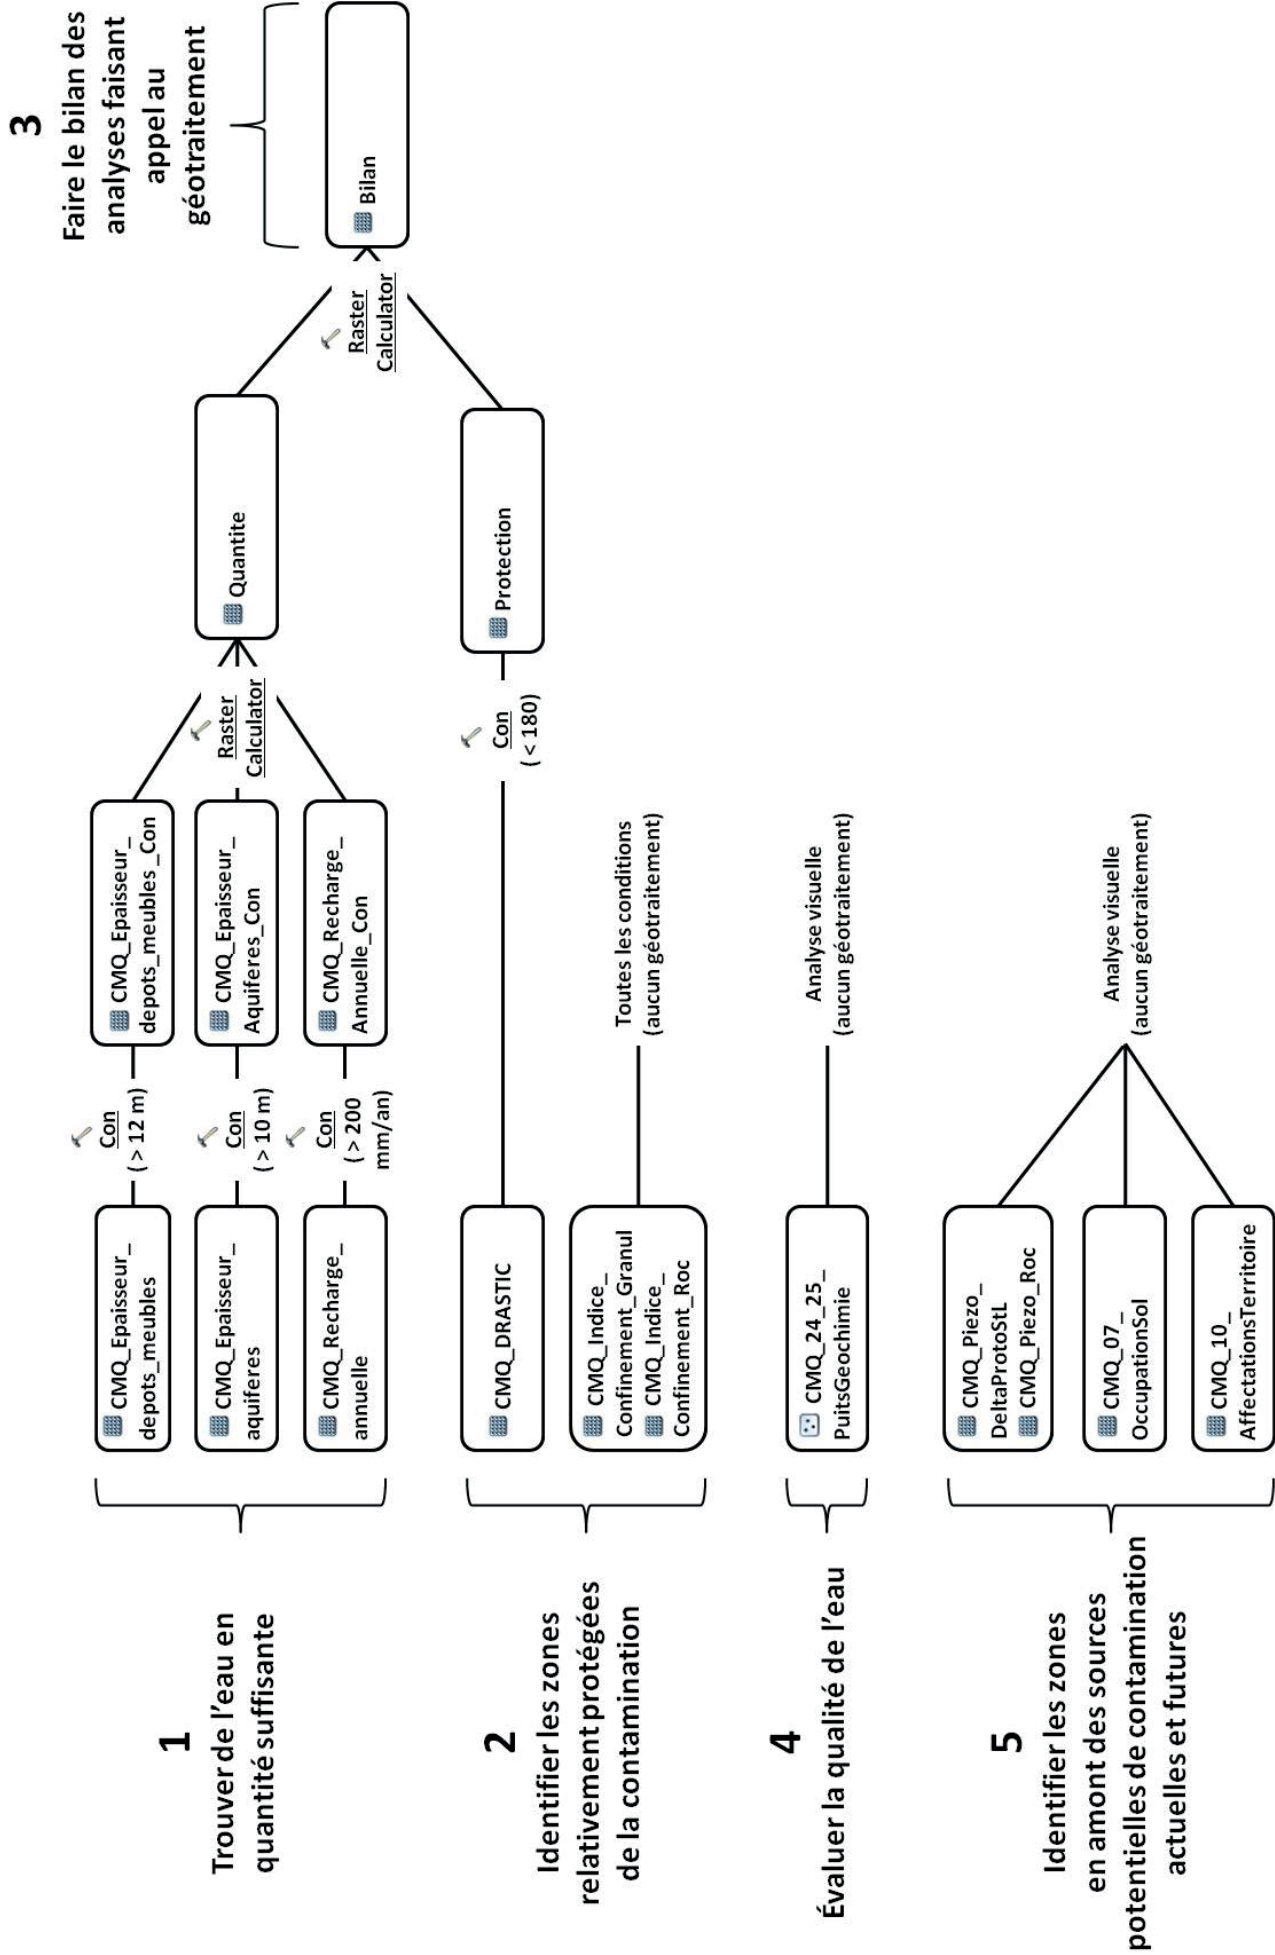 1
Trouver de l'eau en
quantité suffisante
CMQ_Epaisseur_
depots_meubles
Con
(> 12 m)
CMQ_Epaisseur_
depots_meubles _Con
CMQ_Epaisseur_
aquiferes
Con
(> 10 m)
CMQ_Epaisseur_
Aquiferes_Con
CMQ_Recharge_
annuelle
Con
(> 200
mm/an)
CMQ_Recharge_
Annuelle_Con
Raster
Calculator
Quantite
2
Identifier les zones
relativement protégées
de la contamination
CMQ_DRASTIC
Con
(< 180)
Protection
CMQ_Indice_
Confinement_Granul
CMQ_Indice_
Confinement_Roc
Toutes les conditions
(aucun géotraitement)
Raster
Calculator
3
Faire le bilan des
analyses faisant
appel au
géotraitement
Bilan
4
Évaluer la qualité de l'eau
CMQ_24_25_
PuitsGeochimie
Analyse visuelle
(aucun géotraitement)
5
Identifier les zones
en amont des sources
potentielles de contamination
actuelles et futures
CMQ_Piezo_
DeltaProtoStL
CMQ_Piezo_Roc
CMQ_07_
OccupationSol
CMQ_10_
AffectationsTerritoire
Analyse visuelle
(aucun géotraitement)